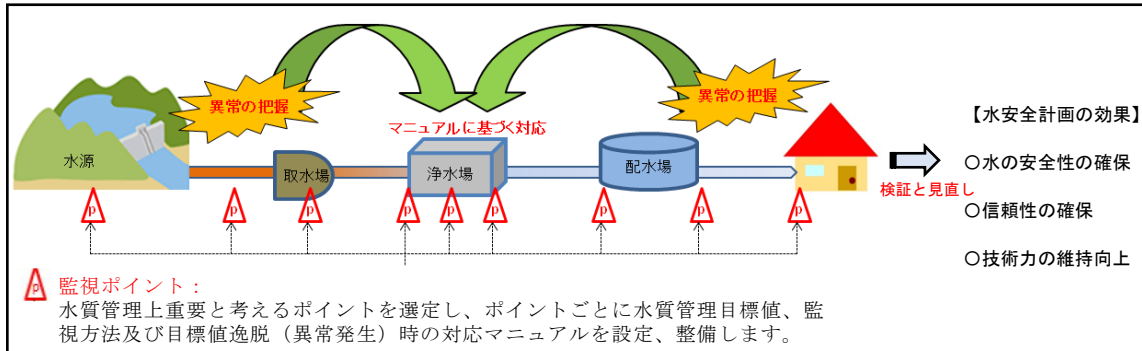 異常の把握
異常の把握
マニュアルに基づく対応
水源
取水場
浄水場
配水場
検証と見直し
【水安全計画の効果】
〇水の安全性の確保
〇信頼性の確保
〇技術力の維持向上
p
p
p
p
p
p
p
p
p
p 監視ポイント：
水質管理上重要と考えるポイントを選定し、ポイントごとに水質管理目標値、監
視方法及び目標値逸脱（異常発生）時の対応マニュアルを設定、整備します。